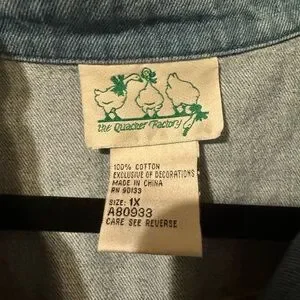 the Quacker Factory
100% COTTON
EXCLUSIVE OF DECORATIONS
MADE IN CHINA
RN 90133
SIZE: 1X
A80933
CARE SEE REVERSE